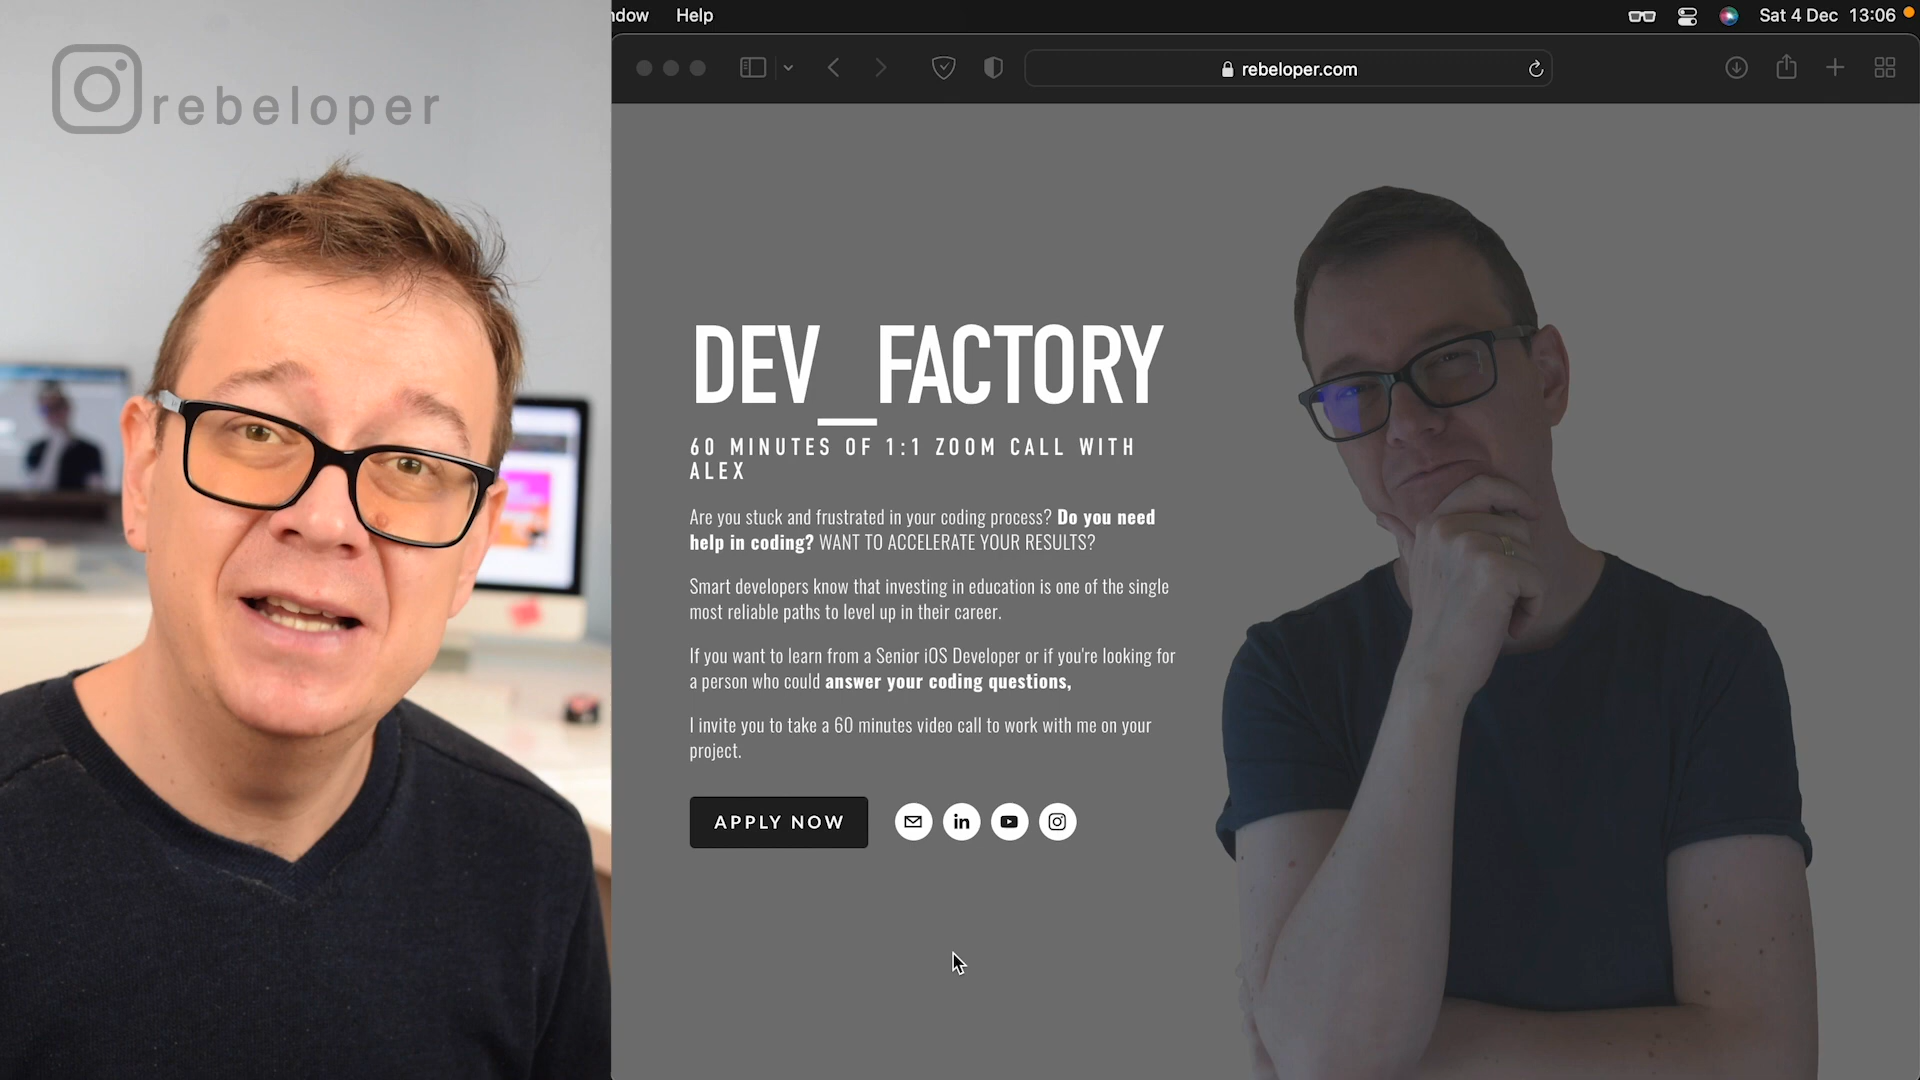 rebeloper
Help
Sat 4 Dec 13:06
rebeloper.com
DEV_FACTORY
60 MINUTES OF 1:1 ZOOM CALL WITH
ALEX
Are you stuck and frustrated in your coding process? Do you need
help in coding? WANT TO ACCELERATE YOUR RESULTS?
Smart developers know that investing in education is one of the single
most reliable paths to level up in their career.
If you want to learn from a Senior iOS Developer or if you're looking for
a person who could answer your coding questions,
I invite you to take a 60 minutes video call to work with me on your
project.
APPLY NOW
in